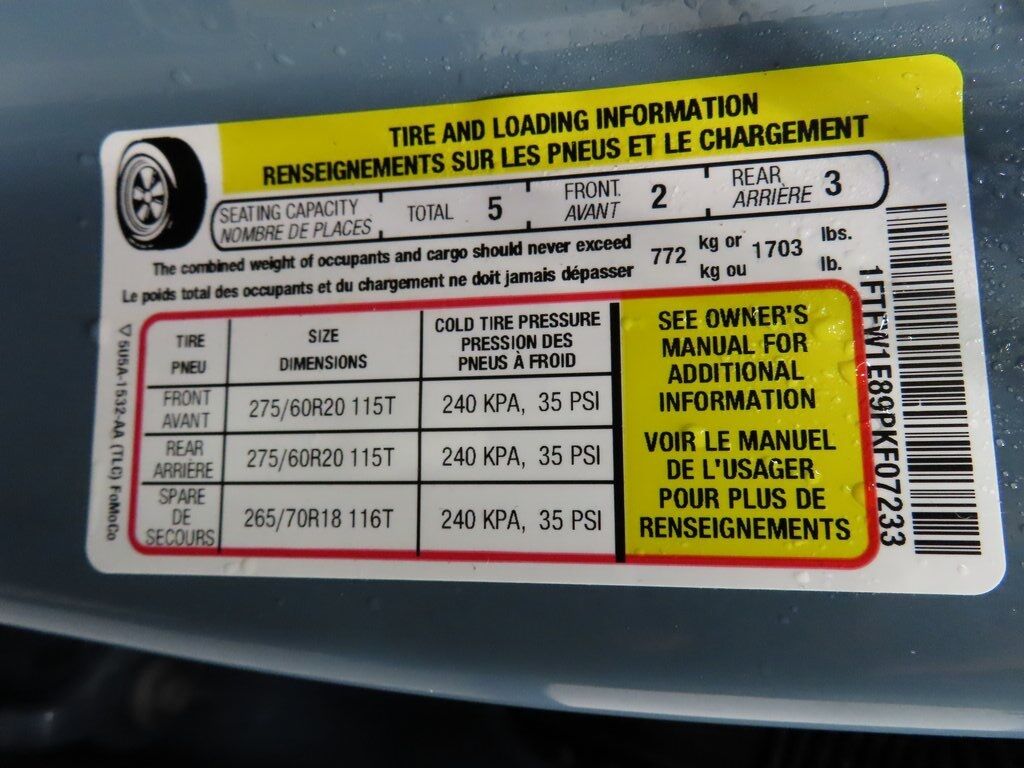 TIRE AND LOADING INFORMATION
RENSEIGNEMENTS SUR LES PNEUS ET LE CHARGEMENT
SEATING CAPACITY
NOMBRE DE PLACES
TOTAL 5
FRONT
AVANT
2
REAR
ARRIÈRE
3
The combined weight of occupants and cargo should never exceed
Le poids total des occupants et du chargement ne doit jamais dépasser
772
kg or
kg ou
1703
lbs.
lb.
TIRE
PNEU
SIZE
DIMENSIONS
COLD TIRE PRESSURE
PRESSION DES
PNEUS À FROID
FRONT
AVANT
275/60R20 115T
240 KPA, 35 PSI
REAR
ARRIÈRE
275/60R20 115T
240 KPA, 35 PSI
SPARE
DE
SECOURS
265/70R18 116T
240 KPA, 35 PSI
SEE OWNER'S
MANUAL FOR
ADDITIONAL
INFORMATION
VOIR LE MANUEL
DE L'USAGER
POUR PLUS DE
RENSEIGNEMENTS
1FTFW1E89PKF07233
5U5A-1532-AA (TLC) FoMoCo